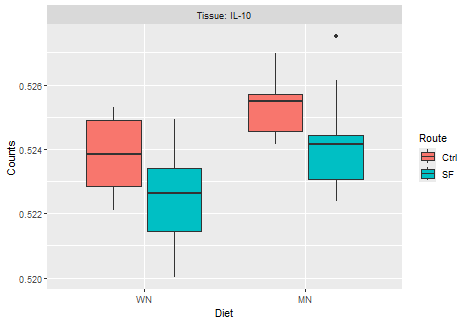 Tissue: IL-10
0.526
0.524
0.522
0.520
Counts
WN
MN
Diet
Route
Ctrl
SF